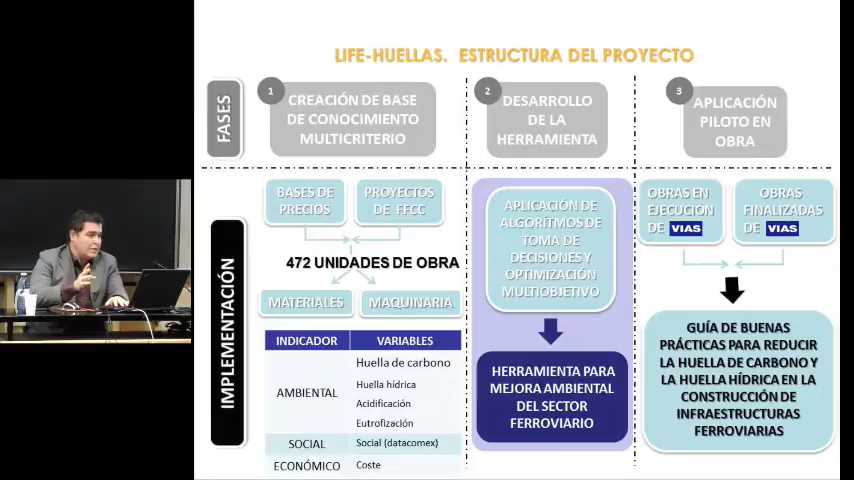 LIFE-HUELLAS. ESTRUCTURA DEL PROYECTO
FASES
1
CREACIÓN DE BASE
DE CONOCIMIENTO
MULTICRITERIO
2
DESARROLLO
DE LA
HERRAMIENTA
3
APLICACIÓN
PILOTO EN
OBRA
IMPLEMENTACIÓN
BASES DE
PRECIOS
PROYECTOS
DE FFCC
472 UNIDADES DE OBRA
MATERIALES
MAQUINARIA
INDICADOR VARIABLES
AMBIENTAL
Huella de carbono
Huella hídrica
Acidificación
Eutrofización
SOCIAL Social (datacomex)
ECONÓMICO Coste
APLICACIÓN DE
ALGORITMOS DE
TOMA DE
DECISIONES Y
OPTIMIZACIÓN
MULTIOBJETIVO
HERRAMIENTA PARA
MEJORA AMBIENTAL
DEL SECTOR
FERROVIARIO
OBRAS EN
EJECUCIÓN
DE VIAS
OBRAS
FINALIZADAS
DE VIAS
GUÍA DE BUENAS
PRÁCTICAS PARA REDUCIR
LA HUELLA DE CARBONO Y
LA HUELLA HÍDRICA EN LA
CONSTRUCCIÓN DE
INFRAESTRUCTURAS
FERROVIARIAS